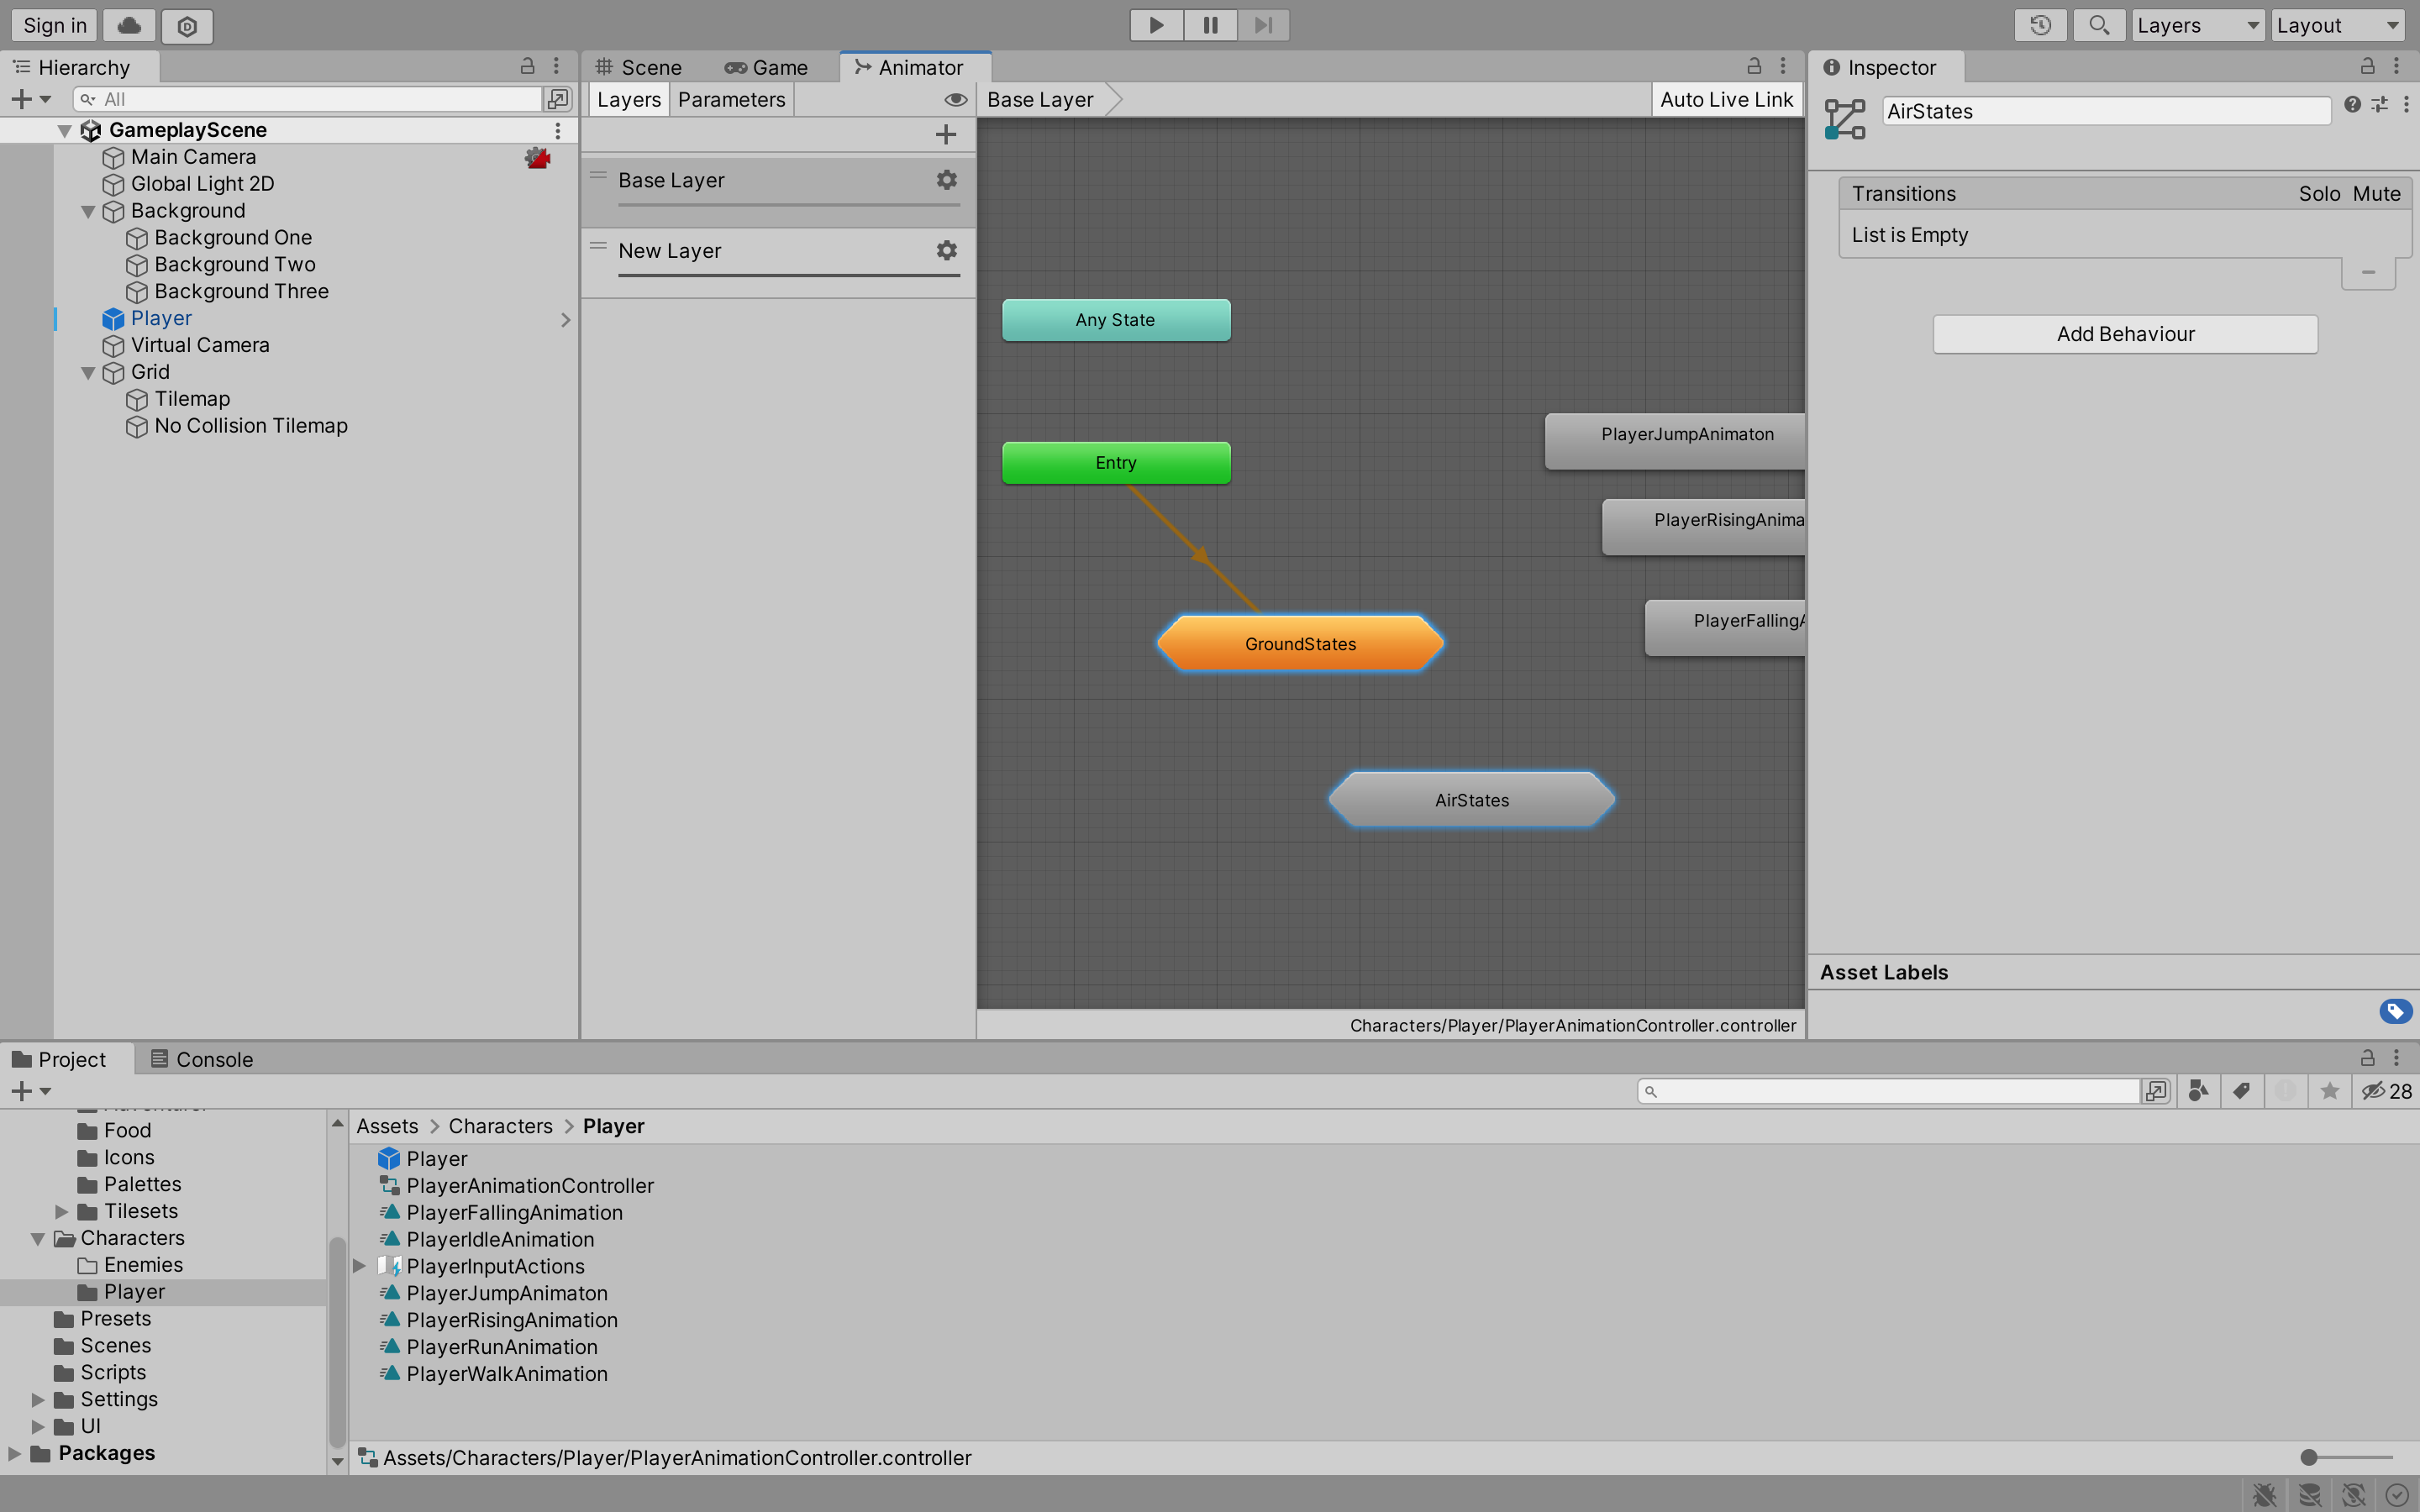 Sign in
Layers
Layout
Hierarchy
Scene
Game
Animator
Inspector
All
Layers
Parameters
Base Layer
Auto Live Link
AirStates
GameplayScene
Main Camera
Global Light 2D
Background
Background One
Background Two
Background Three
Player
Virtual Camera
Grid
Tilemap
No Collision Tilemap
Base Layer
New Layer
Any State
Entry
PlayerJumpAnimaton
PlayerRisingAnima
PlayerFalling
GroundStates
AirStates
Characters/Player/PlayerAnimationController.controller
Transitions Solo Mute
List is Empty
Add Behaviour
Asset Labels
Project
Console
28
Food
Icons
Palettes
Tilesets
Characters
Enemies
Player
Presets
Scenes
Scripts
Settings
UI
Packages
Assets > Characters > Player
Player
PlayerAnimationController
PlayerFallingAnimation
PlayerIdleAnimation
PlayerInputActions
PlayerJumpAnimaton
PlayerRisingAnimation
PlayerRunAnimation
PlayerWalkAnimation
Assets/Characters/Player/PlayerAnimationController.controller